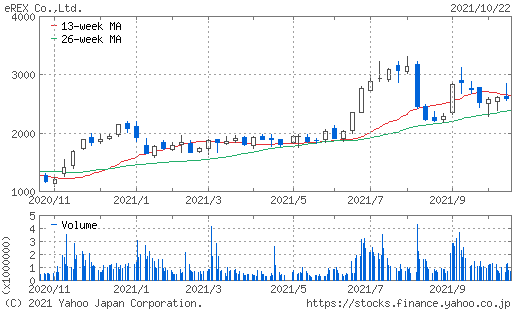 eREX Co.,Ltd. 2021/10/22
4000
13-week MA
26-week MA
3000
2000
1000
2020/11 2021/1 2021/3 2021/5 2021/7 2021/9
5
Volume
4
3
2
1
0
(x1000000)
2020/11 2021/1 2021/3 2021/5 2021/7 2021/9
(C) 2021 Yahoo Japan Corporation. https://stocks.finance.yahoo.co.jp/